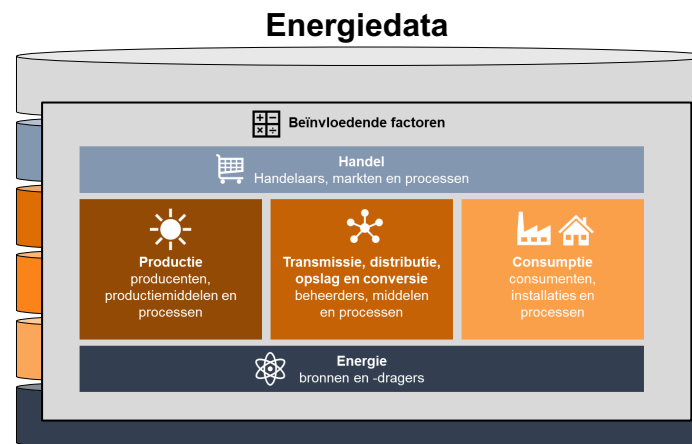 Energiedata
Beïnvloedende factoren
Handel
Handelaars, markten en processen
Productie
producenten,
productiemiddelen en
processen
Transmissie, distributie,
opslag en conversie
beheerders, middelen
en processen
Consumptie
consumenten,
installaties en
processen
Energie
bronnen en -dragers